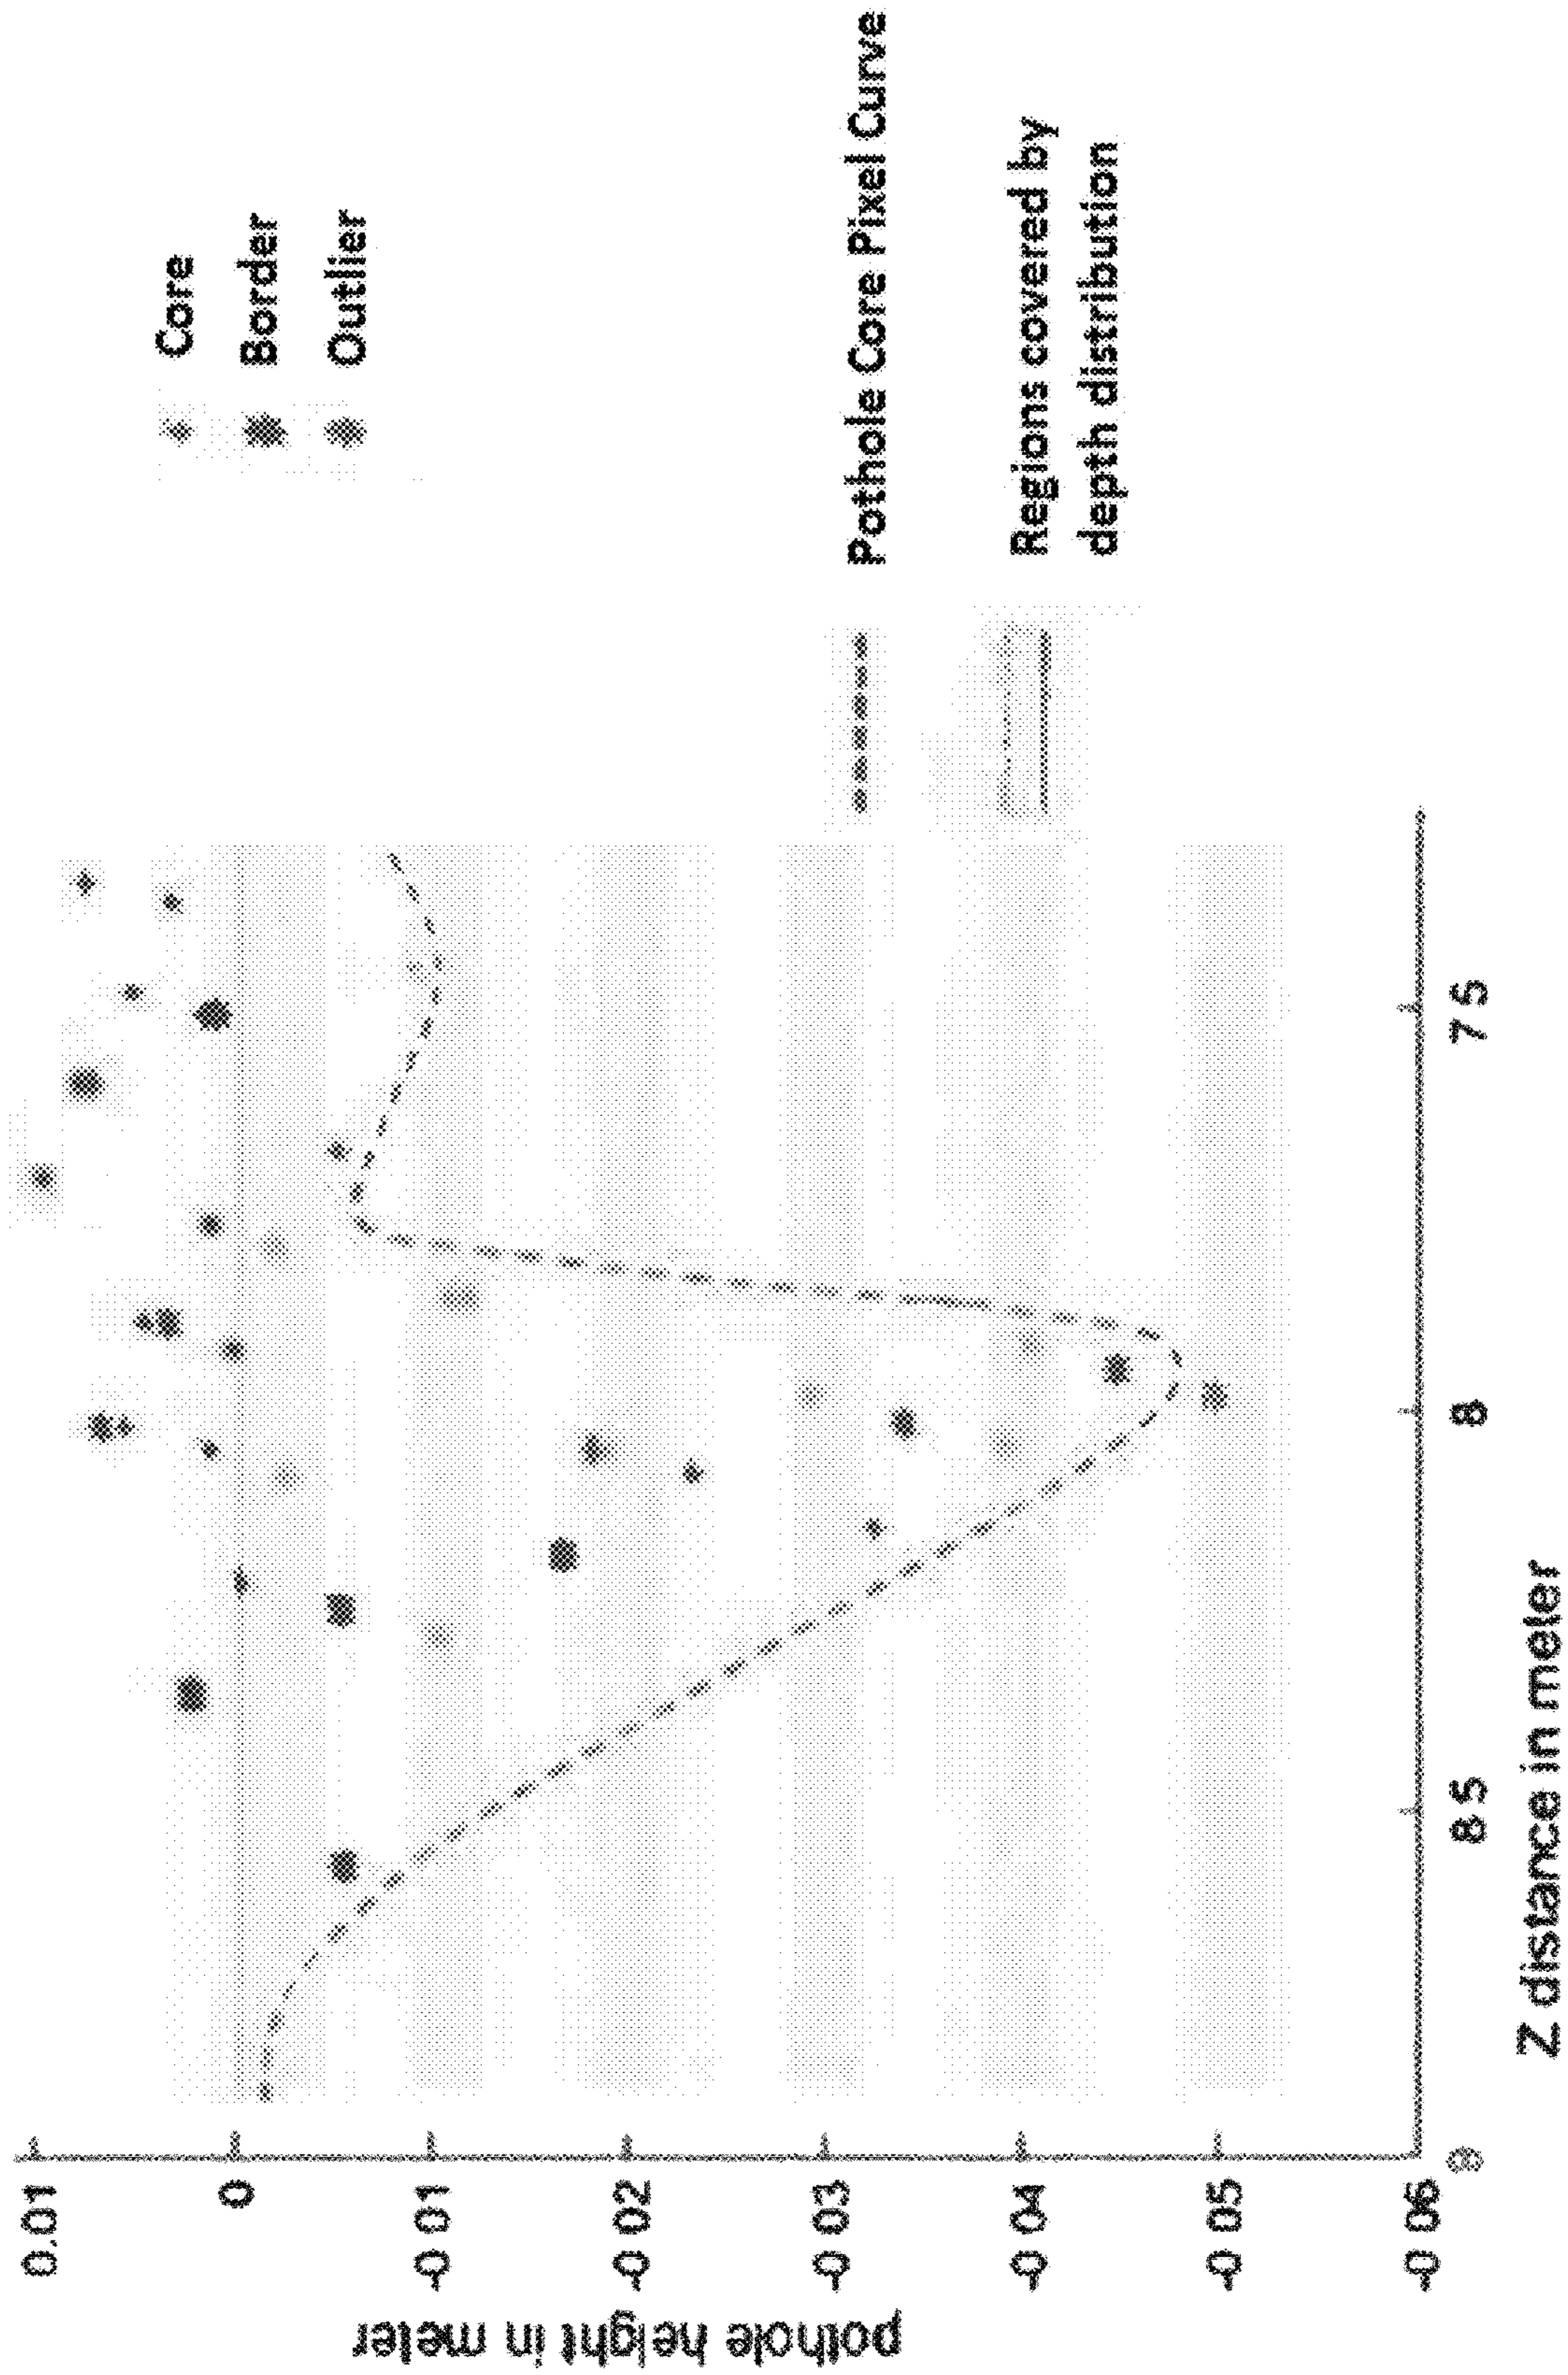 Core
Border
Outlier
Pothole Core Pixel Curve
Regions covered by
depth distribution
0.01
0
-0 01
-0 02
-0 03
-0 04
-0 05
-0 06
pothole height in meter
9
8 5
8
7 5
Z distance in meter